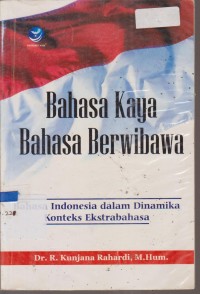 Bahasa Kaya
Bahasa Berwibawa
Indonesia dalam Dinamika
Konteks Ekstrabahasa
Dr. R. Kunjana Rahardi, M.Hum.